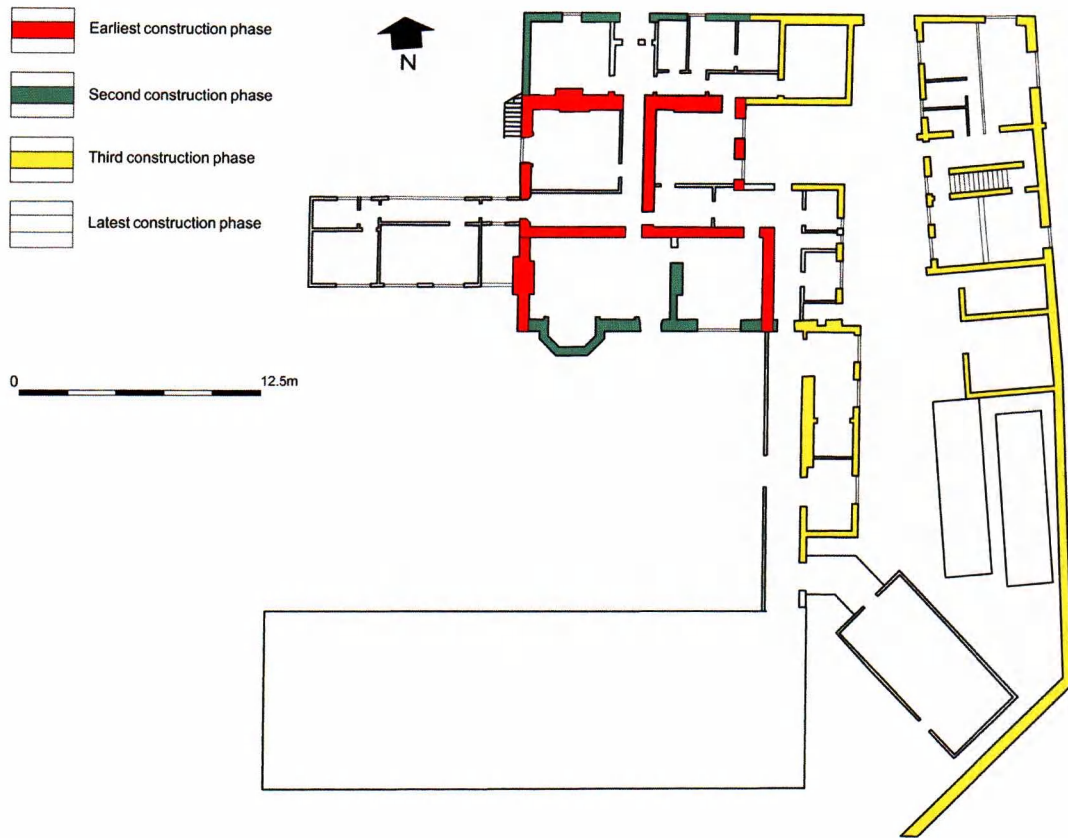 Earliest construction phase
N
Second construction phase
Third construction phase
Latest construction phase
0 12.5m